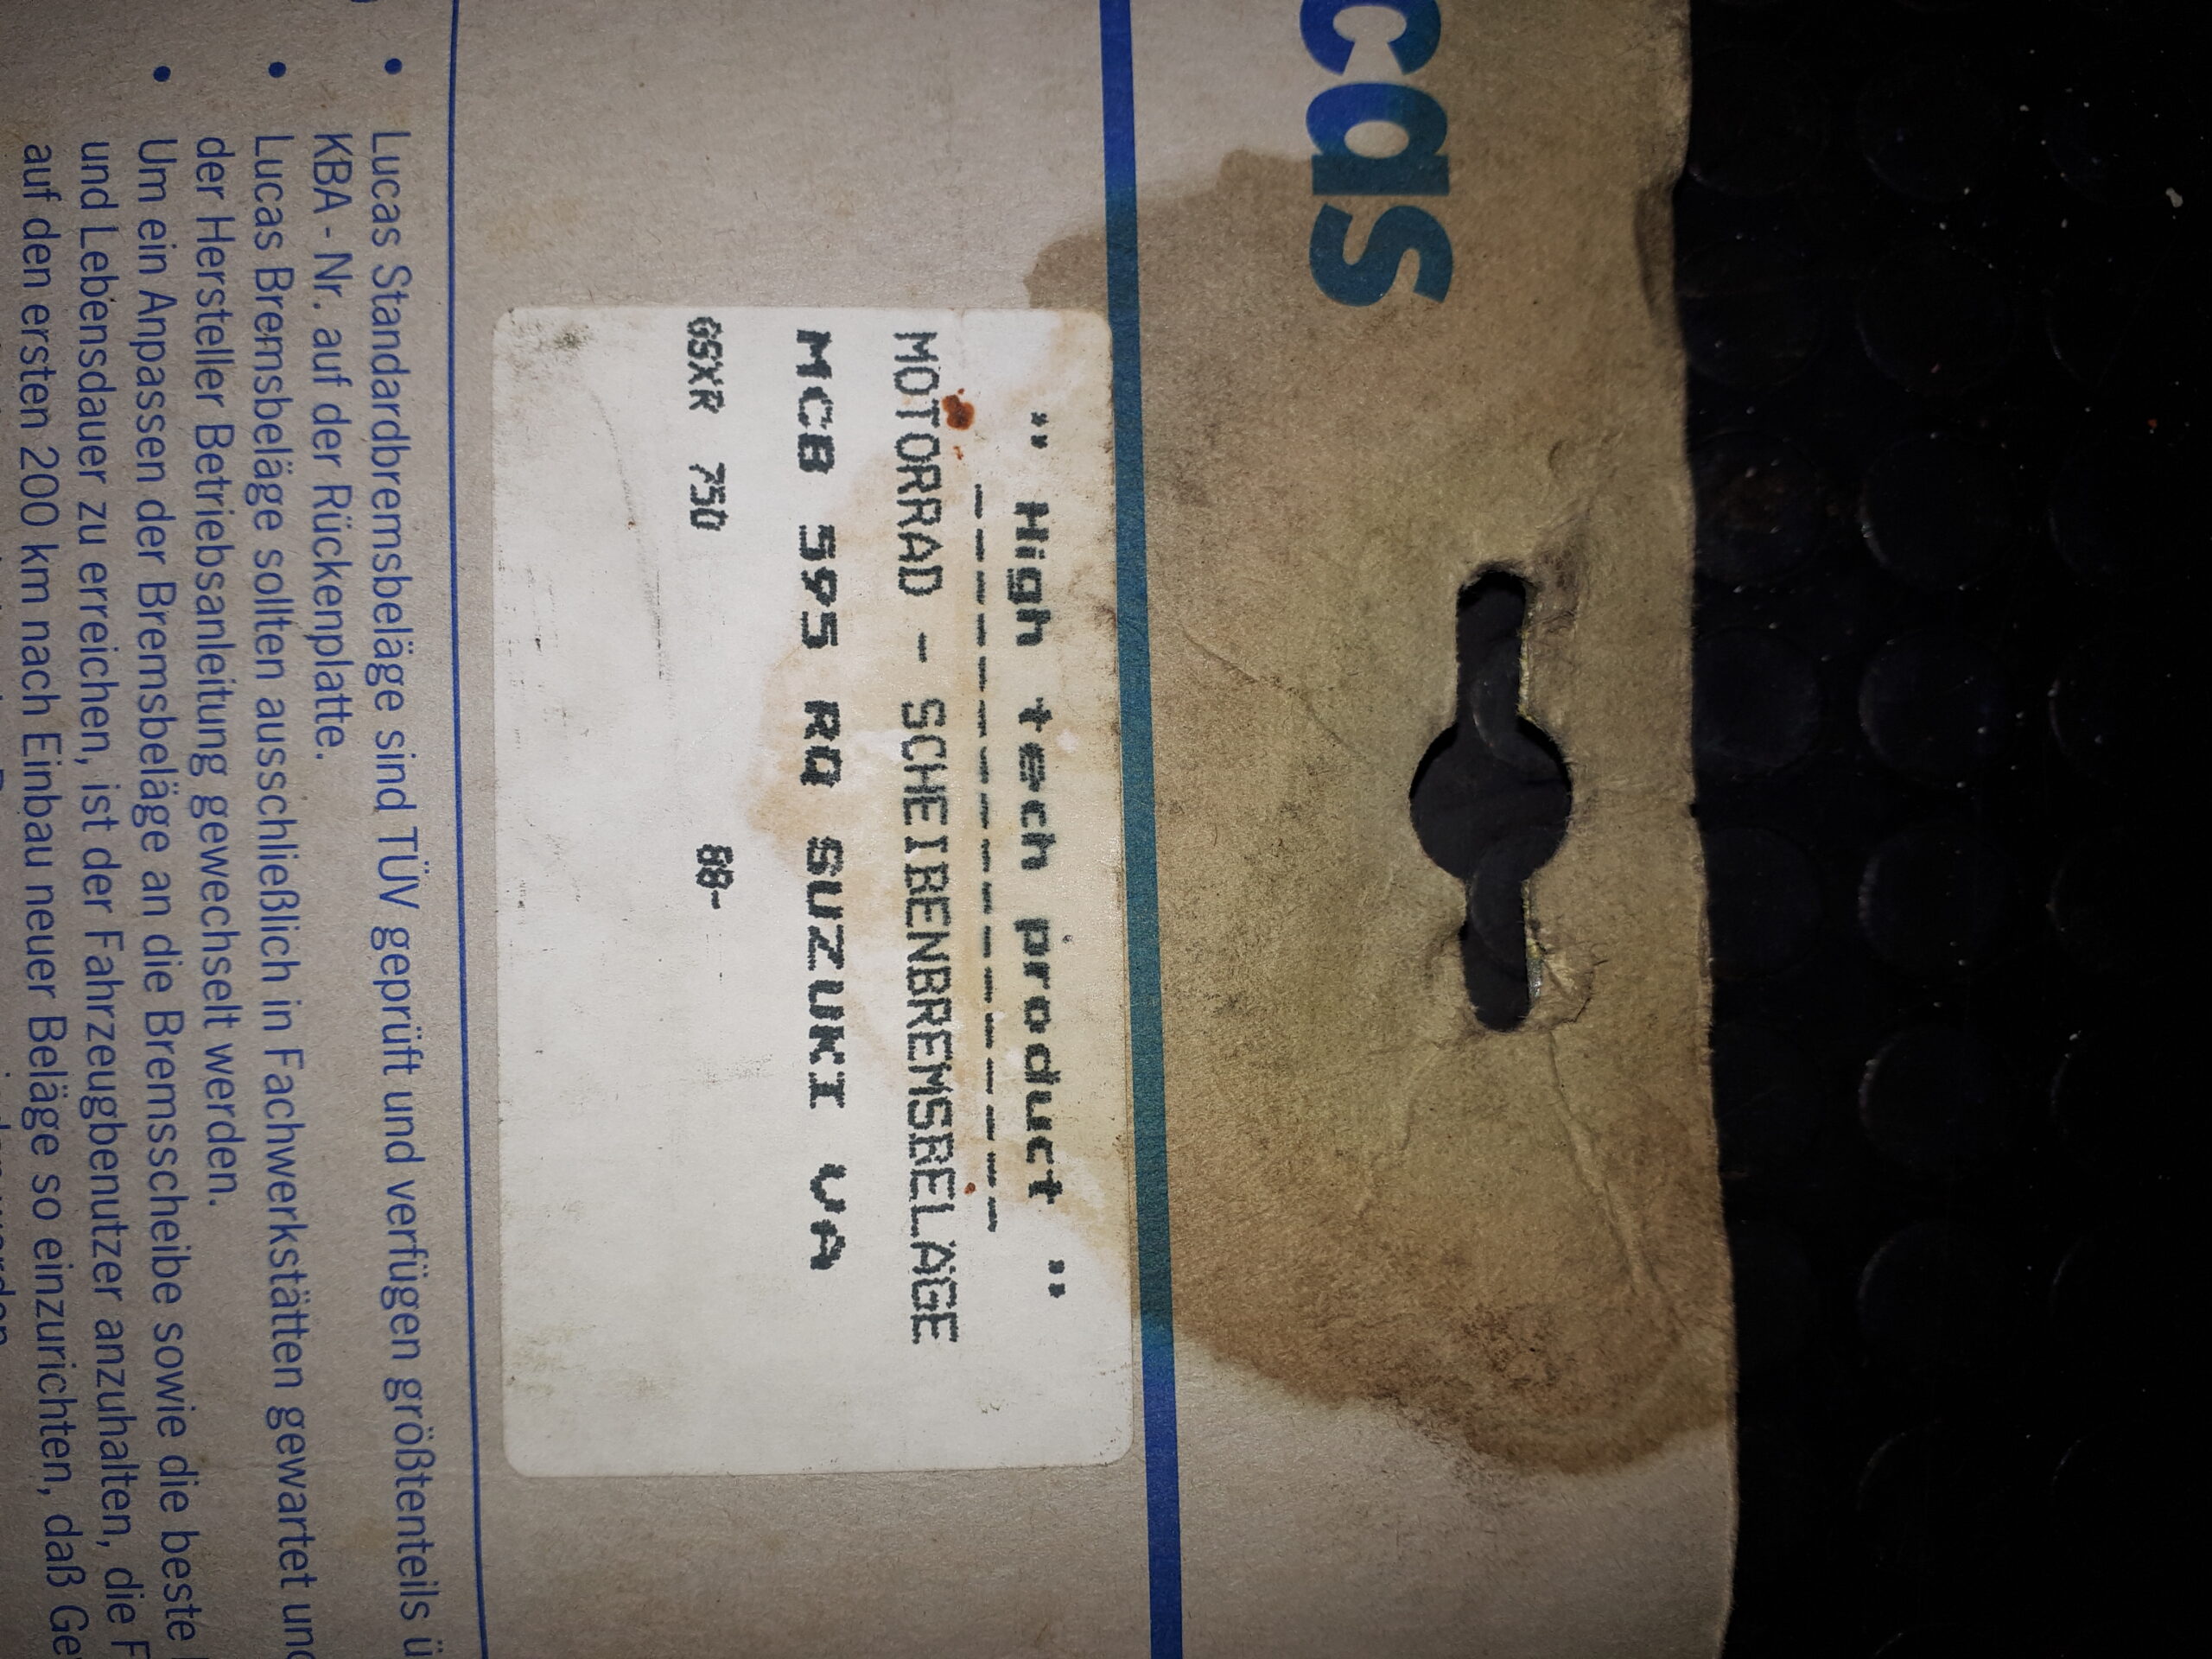 cas
" High tech product "
----------------
MOTORRAD - SCHEIBENBREMSBELÄGE
MCB 595 RQ SUZUKI VA
GSXR 750 88-
• Lucas Standardbremsbeläge sind TÜV geprüft und verfügen größtenteils ü
KBA - Nr. auf der Rückenplatte.
• Lucas Bremsbeläge sollten ausschließlich in Fachwerkstätten gewartet und
der Hersteller Betriebsanleitung gewechselt werden.
• Um ein Anpassen der Bremsbeläge an die Bremsscheibe sowie die beste
und Lebensdauer zu erreichen, ist der Fahrzeugbenutzer anzuhalten, die F
auf den ersten 200 km nach Einbau neuer Beläge so einzurichten, daß Ge